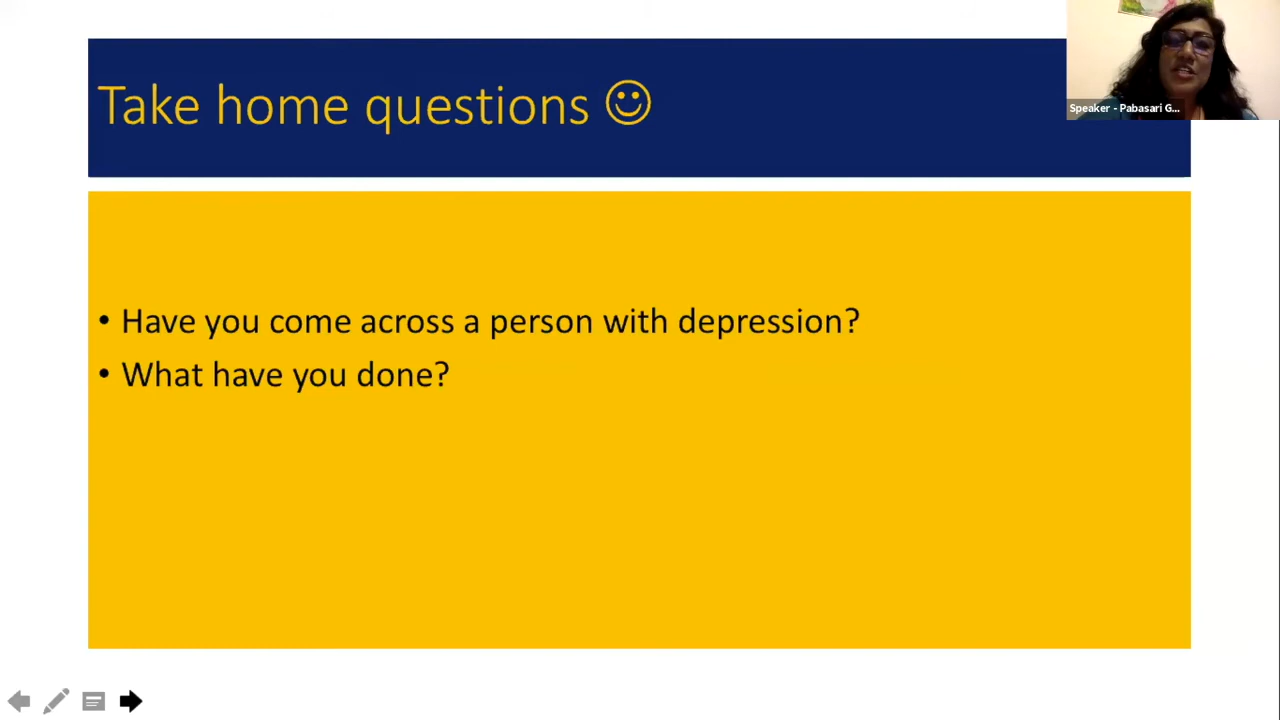 Take home questions ☺
Speaker - Pabasari G...
• Have you come across a person with depression?
• What have you done?